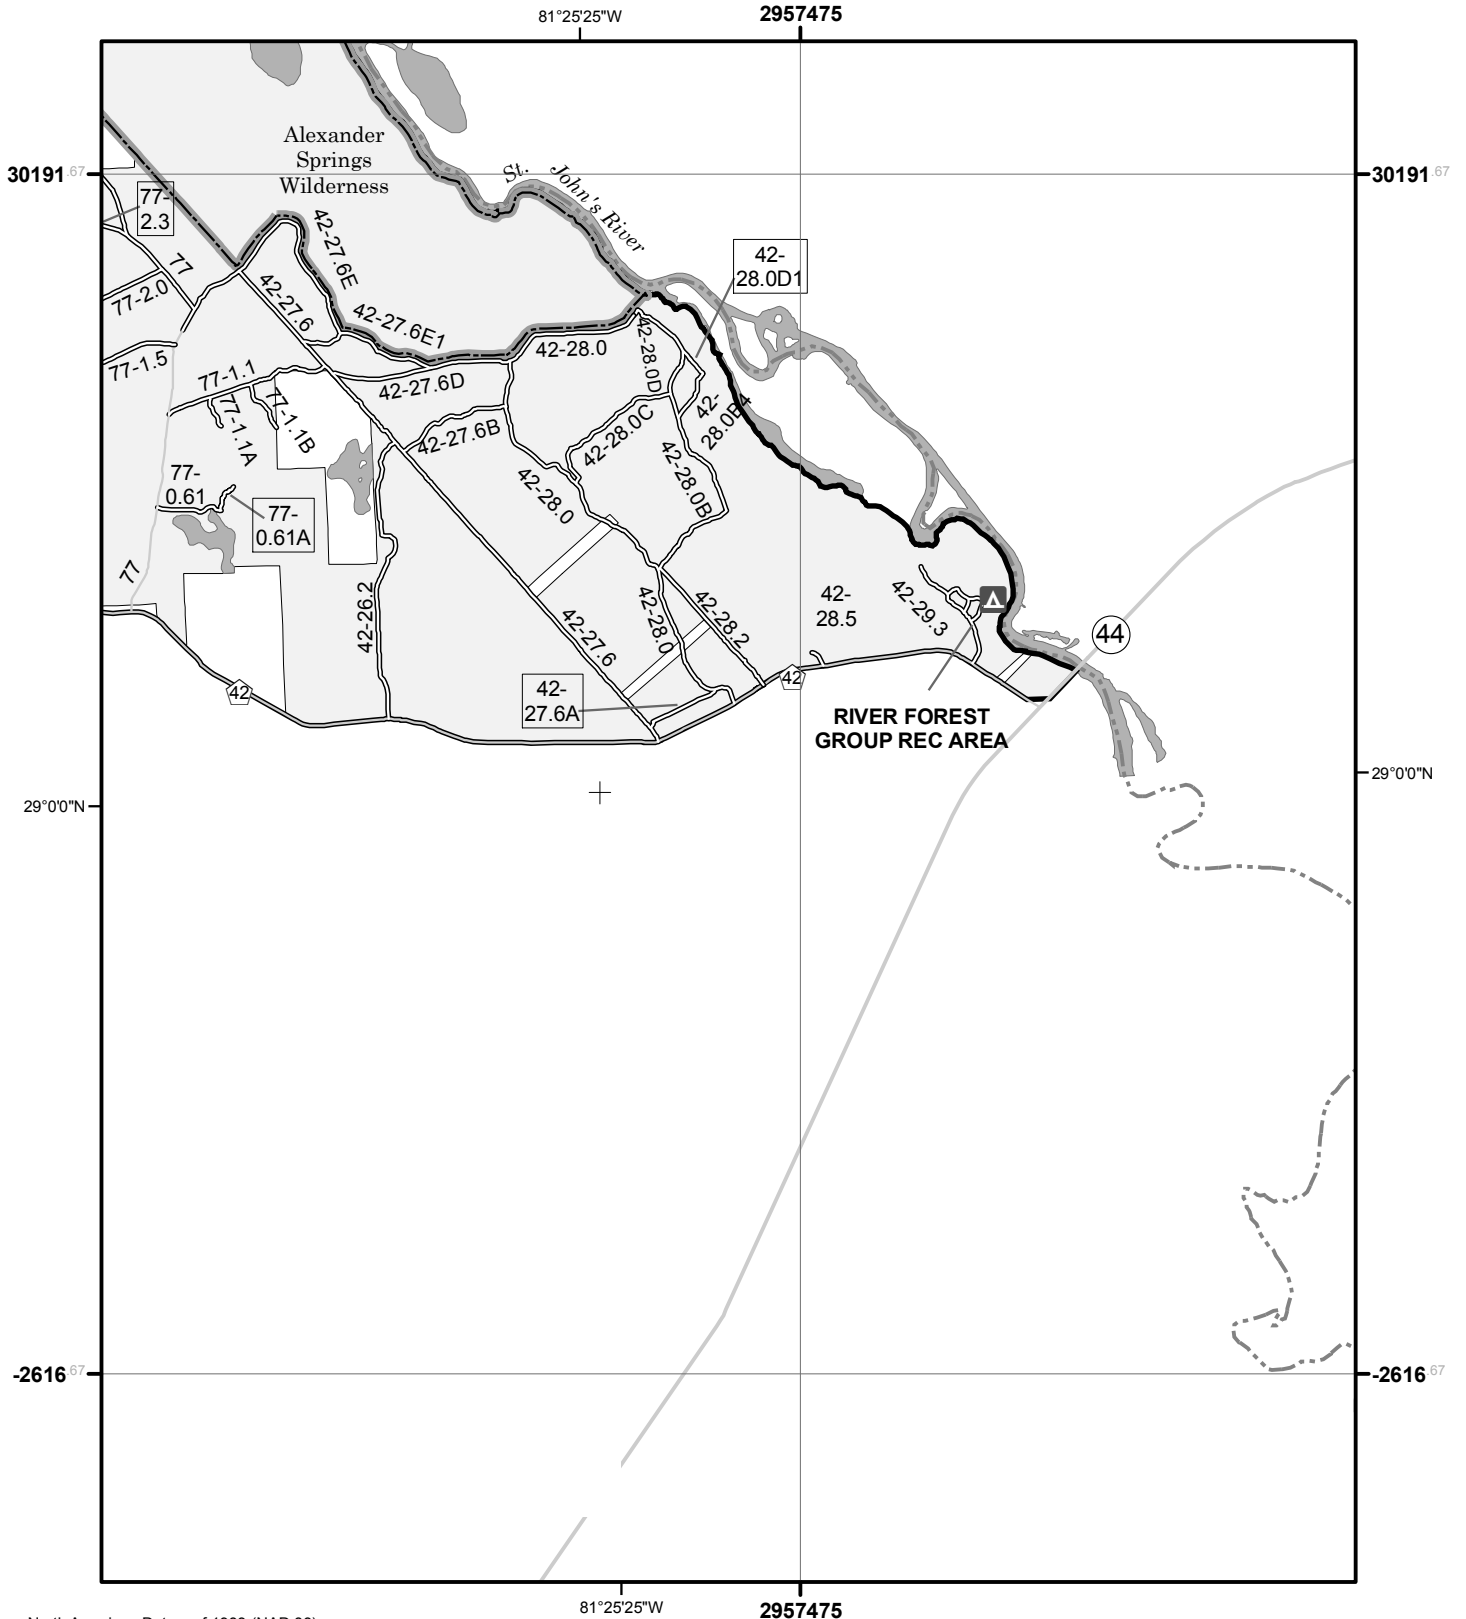 81°25'25"W
2957475
Alexander
Springs
Wilderness
St. John's River
30191.67
30191.67
77-
2.3
42-27.6E
42-
28.0D1
77
77-2.0
42-27.6
42-27.6E1
42-28.0
42-28.0D
77-1.5
77-1.1
42-27.6D
42-
28.0B4
77-1.1A
77-1.1B
42-27.6B
42-28.0C
77-
0.61
42-28.0
42-28.0B
77-
0.61A
77
42-26.2
42-27.6
42-28.0
42-28.2
42-
28.5
42-29.3
44
42
42-
27.6A
42
RIVER FOREST
GROUP REC AREA
29°0'0"N
29°0'0"N
-2616.67
-2616.67
81°25'25"W
2957475